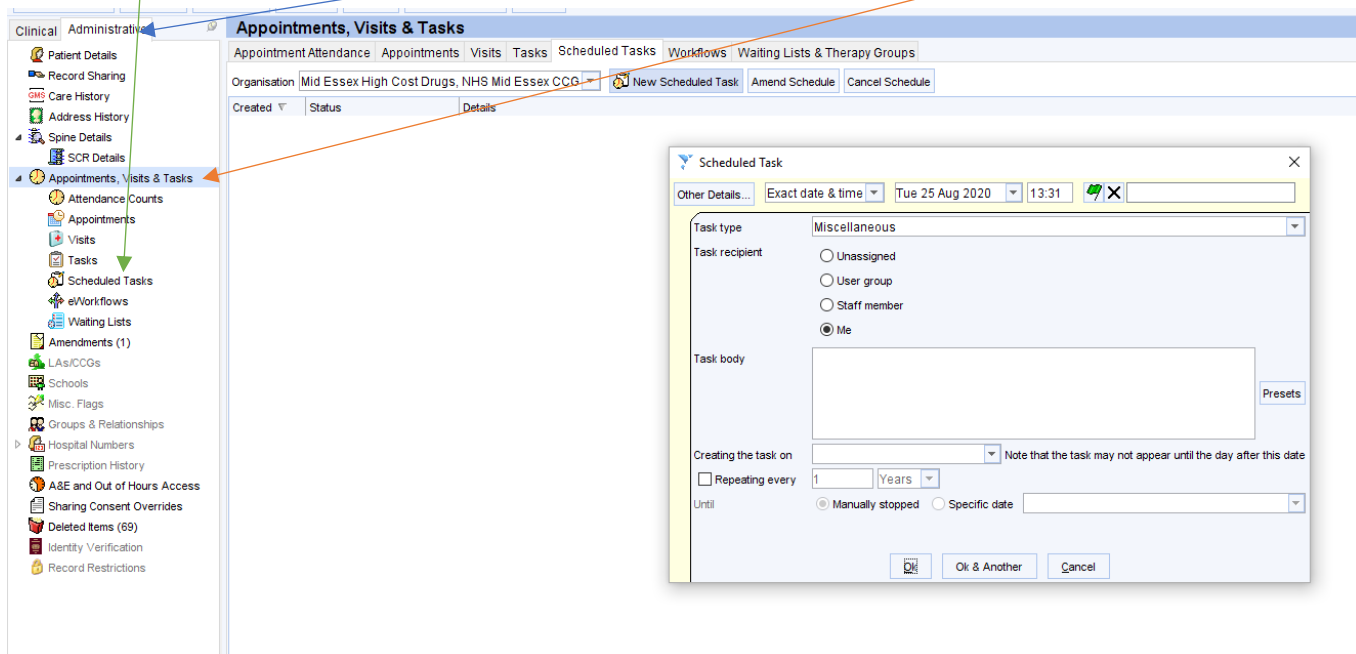 Clinical Administrative
Appointments, Visits & Tasks
Patient Details
Record Sharing
GMS Care History
Address History
Spine Details
SCR Details
Appointments, Visits & Tasks
Attendance Counts
Appointments
Visits
Tasks
Scheduled Tasks
eWorkflows
Waiting Lists
Amendments (1)
LAs/CCGs
Schools
Misc. Flags
Groups & Relationships
Hospital Numbers
Prescription History
A&E and Out of Hours Access
Sharing Consent Overrides
Deleted Items (69)
Identity Verification
Record Restrictions
Appointment Attendance Appointments Visits Tasks Scheduled Tasks Workflows Waiting Lists & Therapy Groups
Organisation Mid Essex High Cost Drugs, NHS Mid Essex CCG New Scheduled Task Amend Schedule Cancel Schedule
Created Status Details
Scheduled Task
Other Details... Exact date & time Tue 25 Aug 2020 13:31
Task type Miscellaneous
Task recipient Unassigned
User group
Staff member
Me
Task body
Presets
Creating the task on Note that the task may not appear until the day after this date
Repeating every 1 Years
Until Manually stopped Specific date
Ok Ok & Another Cancel